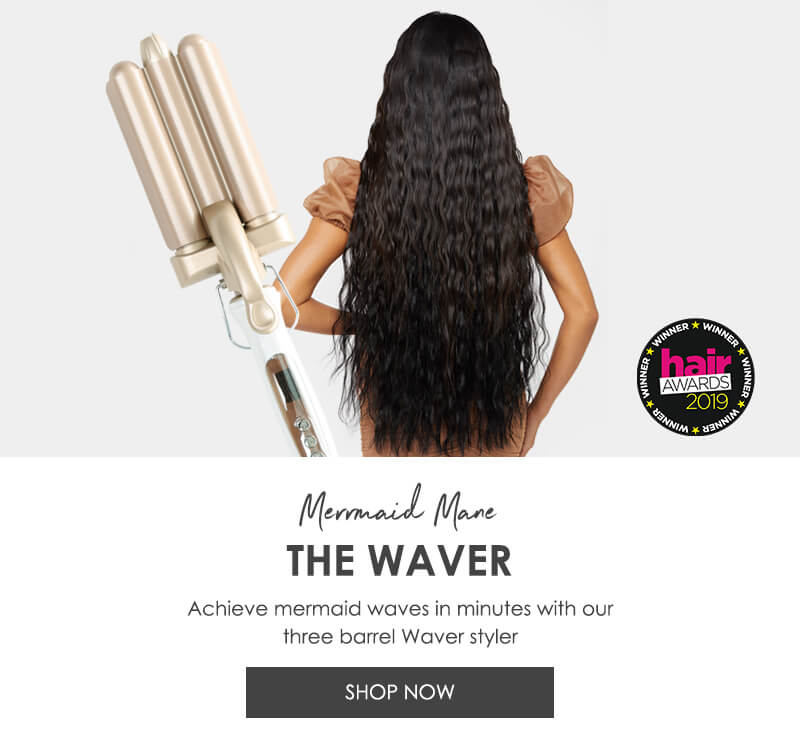 WINNER ★ WINNER ★ WINNER ★ WINNER ★ WINNER ★ WINNER ★
hair
AWARDS
2019
Mermaid Mane
THE WAVER
Achieve mermaid waves in minutes with our
three barrel Waver styler
SHOP NOW